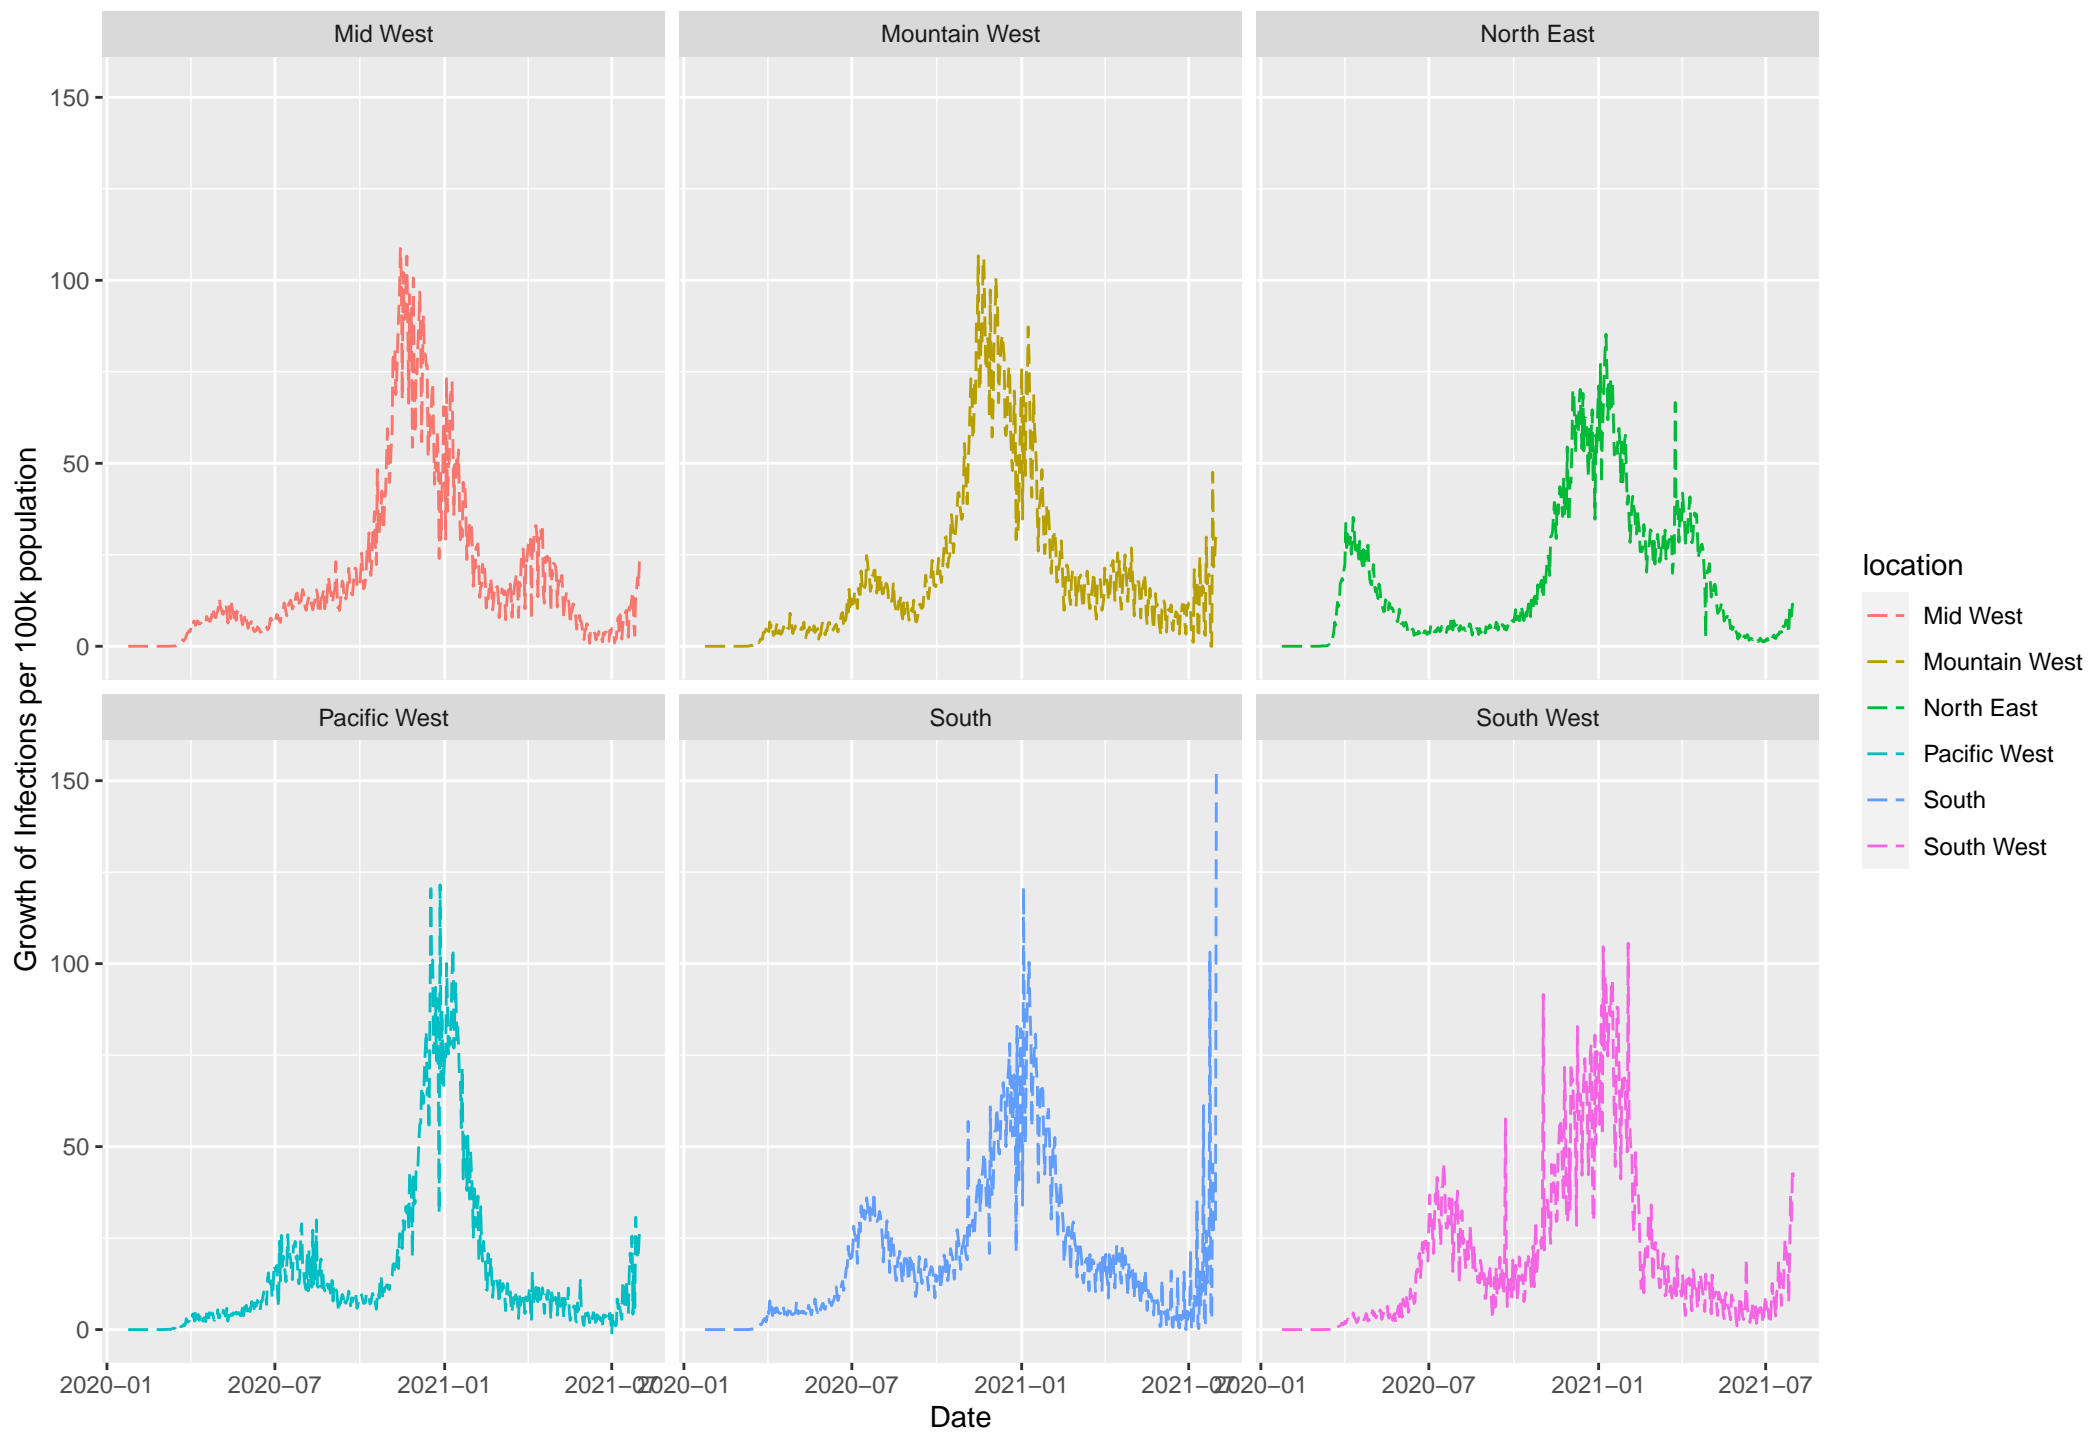 Mid West
Mountain West
North East
150
100
50
0
Pacific West
South
South West
150
100
50
0
2020–01
2020–07
2021–01
2021–07
2020–01
2020–07
2021–01
2021–07
2020–01
2020–07
2021–01
2021–07
Date
Growth of Infections per 100k population
location
Mid West
Mountain West
North East
Pacific West
South
South West